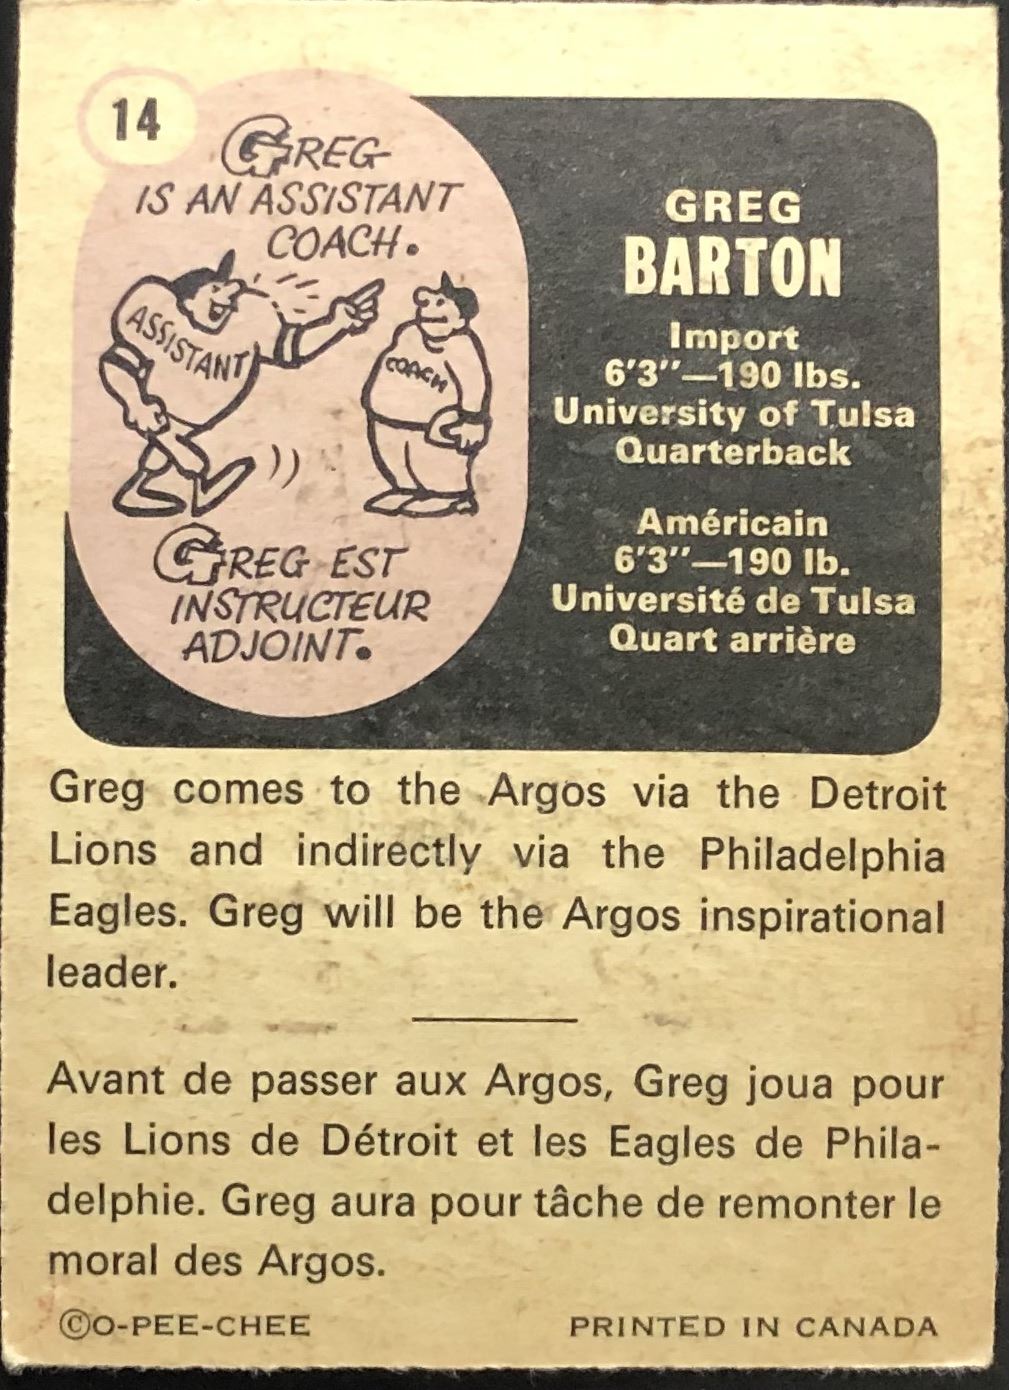 14
GREG
IS AN ASSISTANT
COACH.
ASSISTANT
COACH
GREG EST
INSTRUCTEUR
ADJOINT.
GREG
BARTON
Import
6'3"—190 lbs.
University of Tulsa
Quarterback
Américain
6'3"—190 lb.
Université de Tulsa
Quart arrière
Greg comes to the Argos via the Detroit
Lions and indirectly via the Philadelphia
Eagles. Greg will be the Argos inspirational
leader.
Avant de passer aux Argos, Greg joua pour
les Lions de Détroit et les Eagles de Phila-
delphie. Greg aura pour tâche de remonter le
moral des Argos.
©O-PEE-CHEE PRINTED IN CANADA